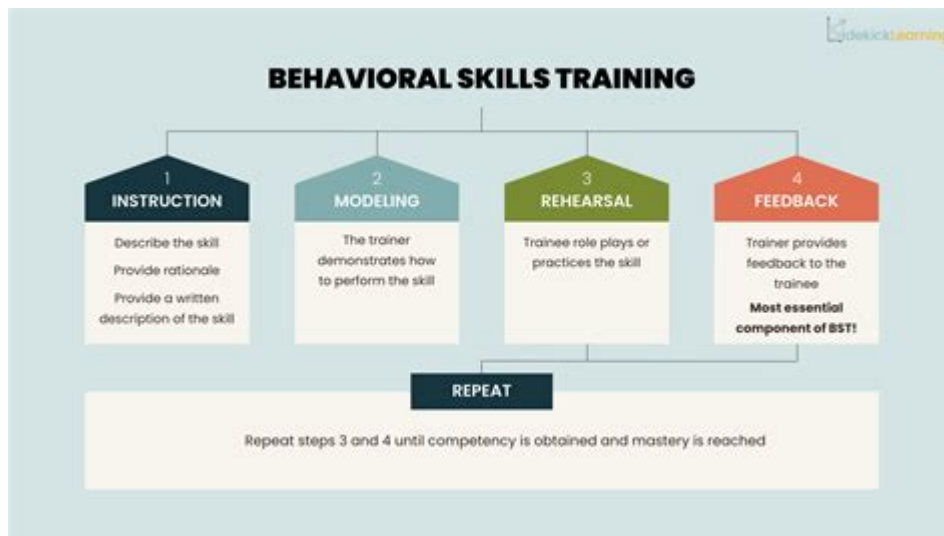 SidekickLearning
BEHAVIORAL SKILLS TRAINING
1
INSTRUCTION
Describe the skill
Provide rationale
Provide a written
description of the skill
2
MODELING
The trainer
demonstrates how
to perform the skill
3
REHEARSAL
Trainee role plays or
practices the skill
4
FEEDBACK
Trainer provides
feedback to the
trainee
Most essential
component of BST!
REPEAT
Repeat steps 3 and 4 until competency is obtained and mastery is reached